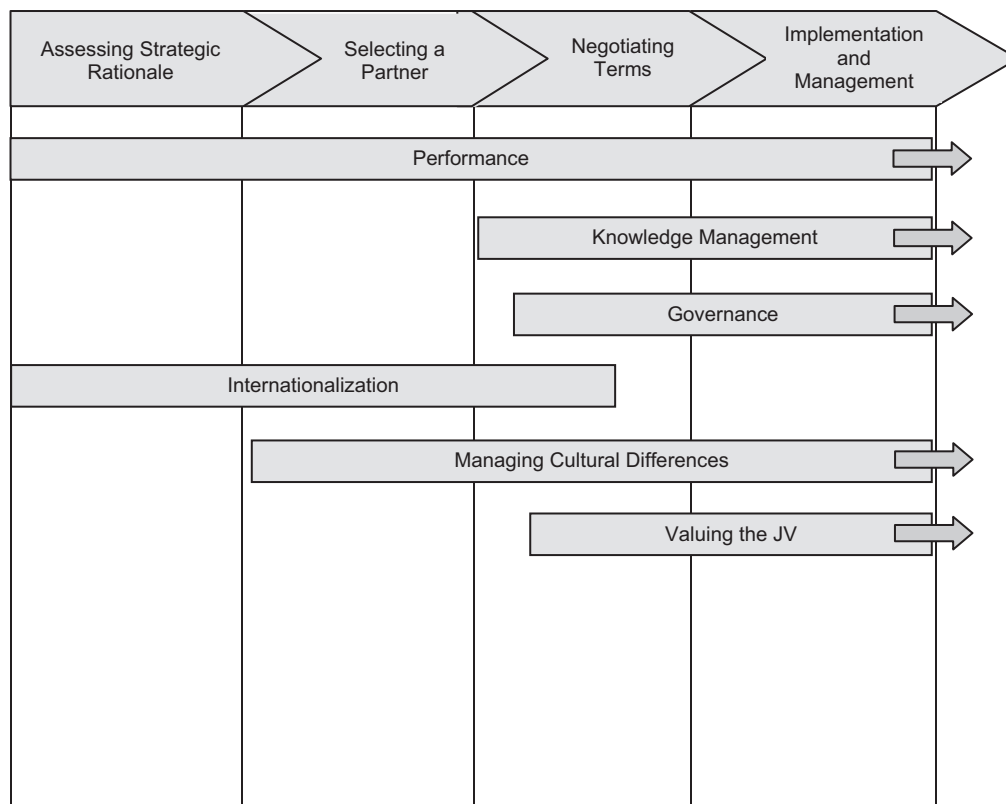 Assessing Strategic
Rationale
Selecting a
Partner
Negotiating
Terms
Implementation
and
Management
Performance
Knowledge Management
Governance
Internationalization
Managing Cultural Differences
Valuing the JV